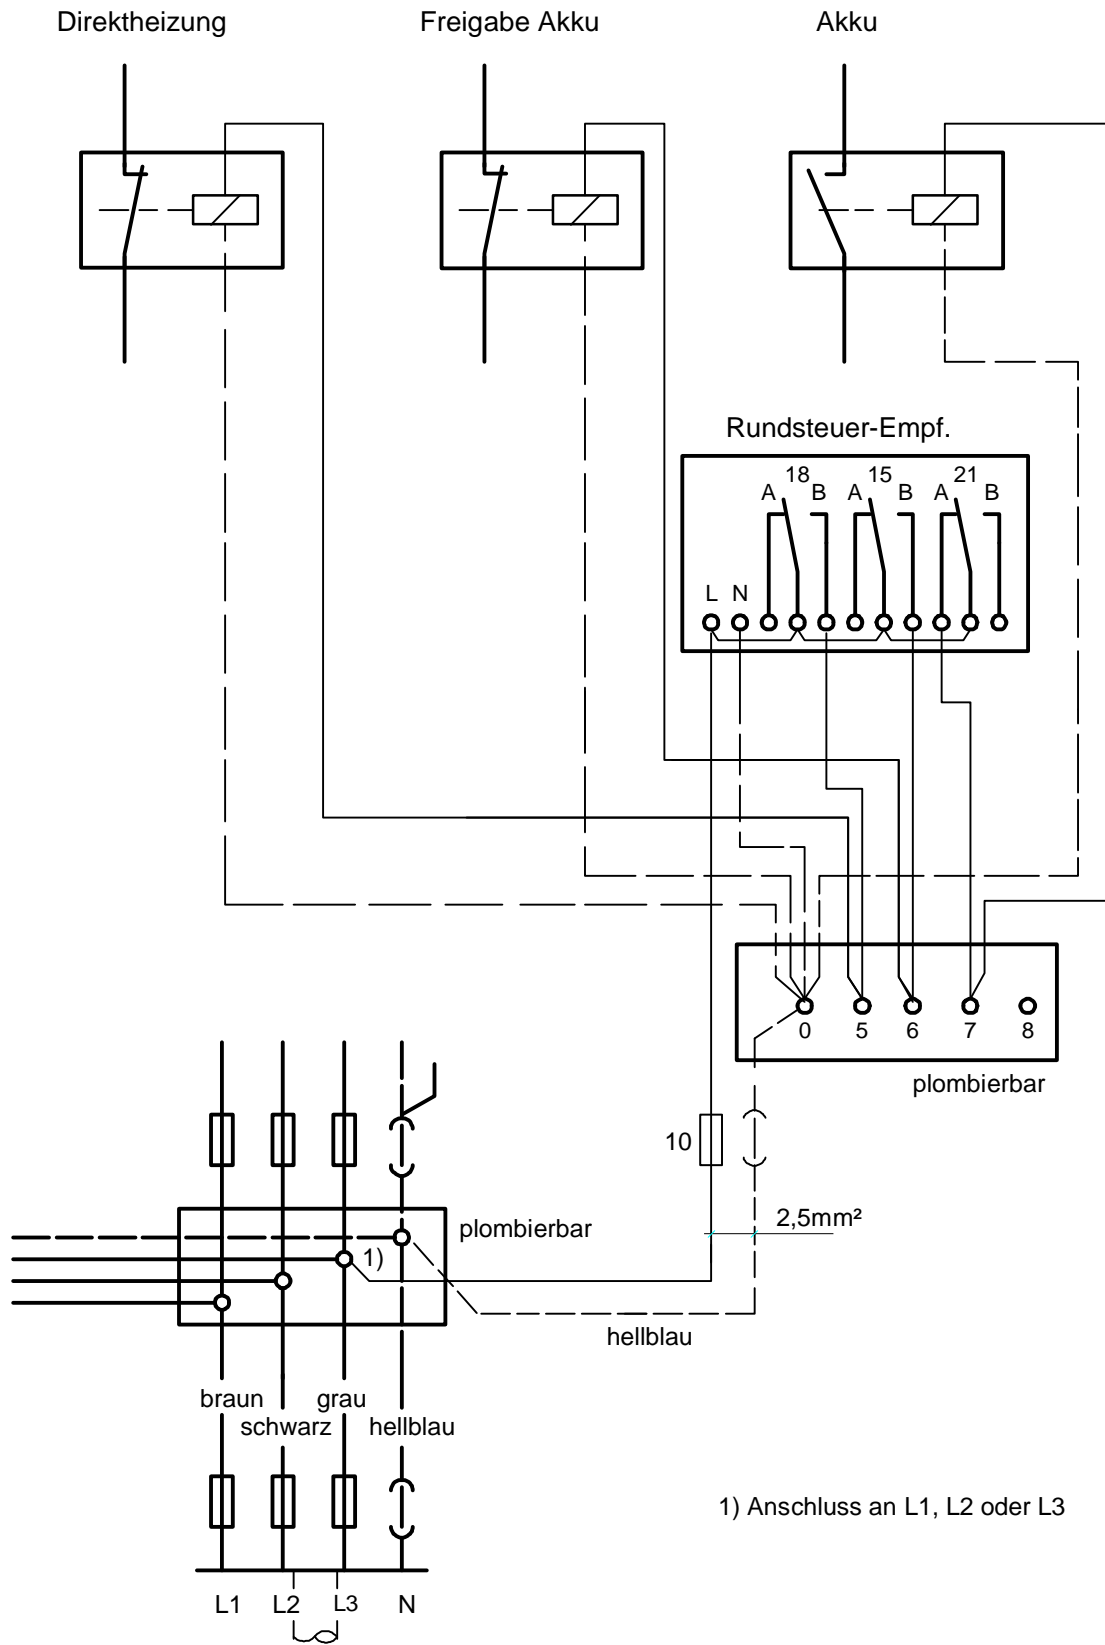 Direktheizung
Freigabe Akku
Akku
Rundsteuer-Empf.
18 15 21
A B A B A B
L N
0 5 6 7 8
plombierbar
10
2,5mm²
plombierbar
1)
hellblau
braun grau
schwarz hellblau
1) Anschluss an L1, L2 oder L3
L1 L2 L3 N